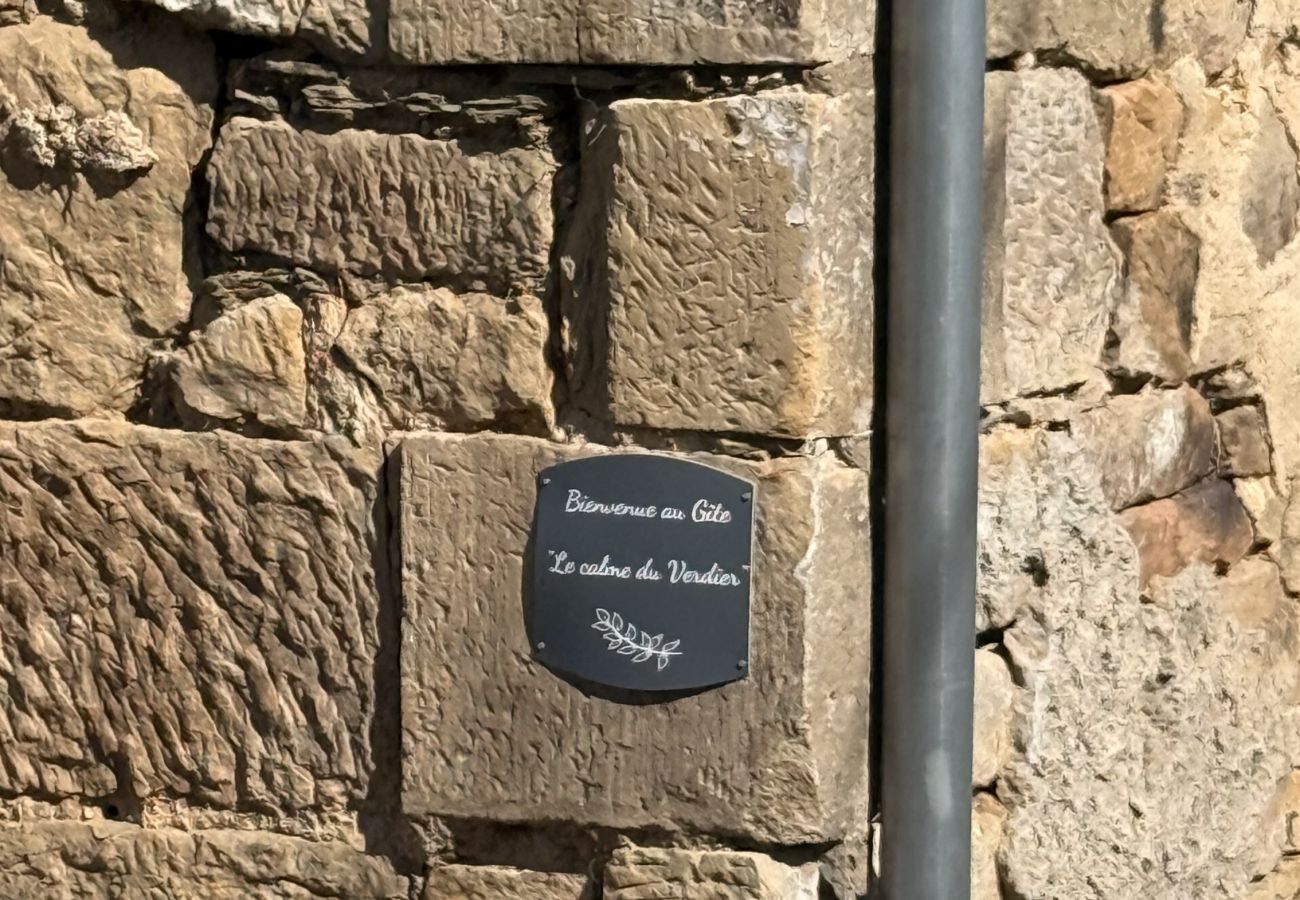 Bienvenue au Gîte
"Le calme du Verdier"